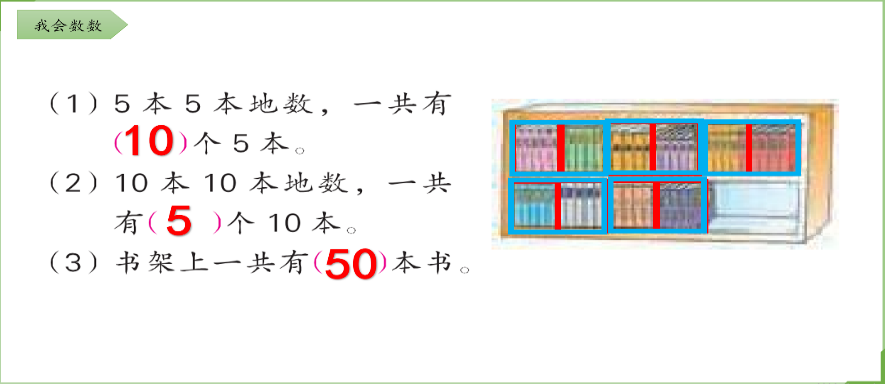 我会数数
（1）5 本 5 本地数，一共有
（10）个 5 本。
（2）10 本 10 本地数，一共
有（5）个 10 本。
（3）书架上一共有（50）本书。